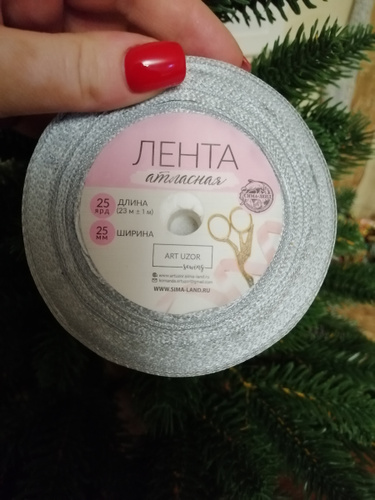 ЛЕНТА
атласная
25 ярд
ДЛИНА
(23 м ± 1 м)
25 мм
ШИРИНА
ART UZOR
sewing
WWW.SIMA-LAND.RU